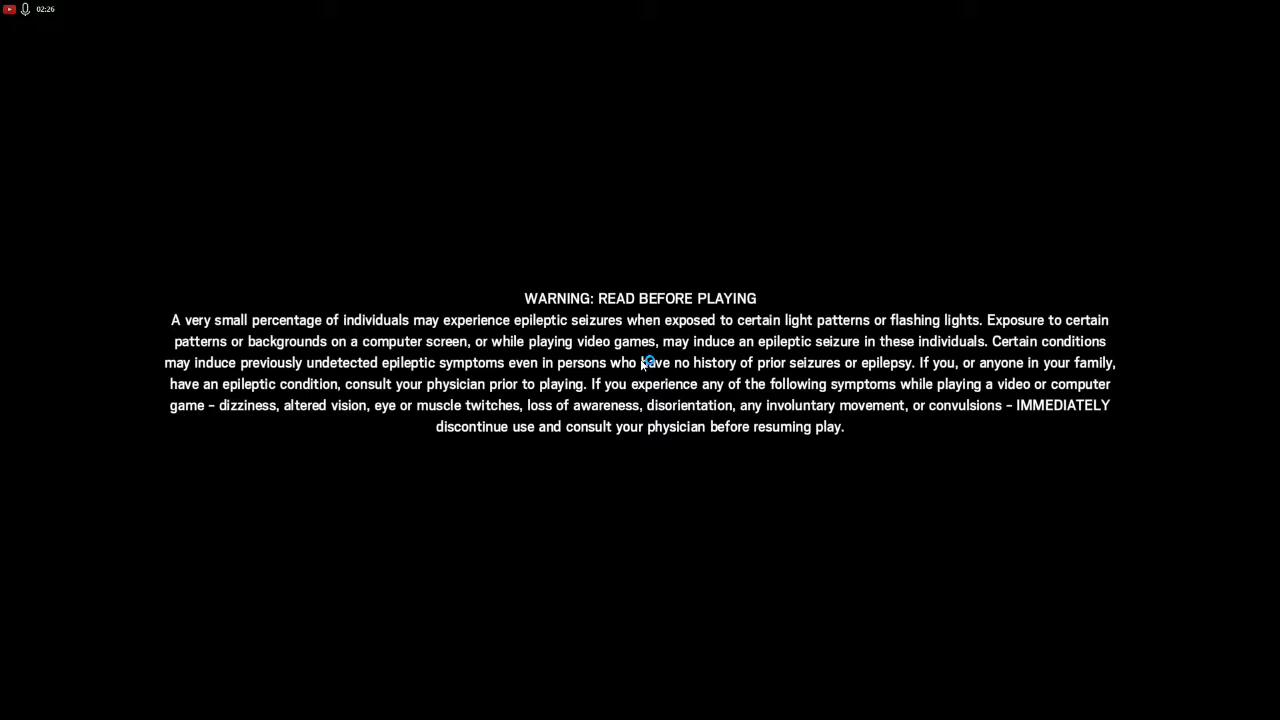 02:26
WARNING: READ BEFORE PLAYING
A very small percentage of individuals may experience epileptic seizures when exposed to certain light patterns or flashing lights. Exposure to certain
patterns or backgrounds on a computer screen, or while playing video games, may induce an epileptic seizure in these individuals. Certain conditions
may induce previously undetected epileptic symptoms even in persons who have no history of prior seizures or epilepsy. If you, or anyone in your family,
have an epileptic condition, consult your physician prior to playing. If you experience any of the following symptoms while playing a video or computer
game – dizziness, altered vision, eye or muscle twitches, loss of awareness, disorientation, any involuntary movement, or convulsions – IMMEDIATELY
discontinue use and consult your physician before resuming play.